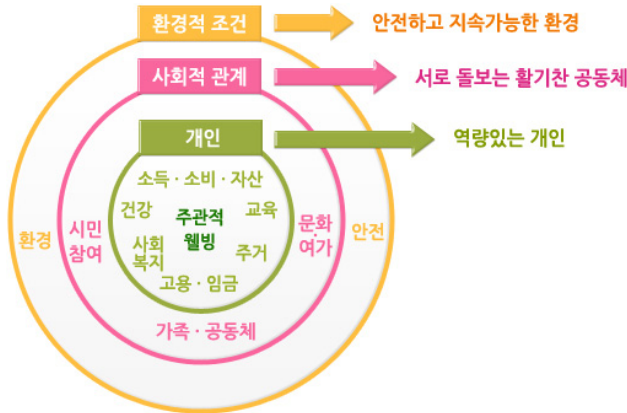 환경적 조건
안전하고 지속가능한 환경
사회적 관계
서로 돌보는 활기찬 공동체
개인
역량있는 개인
소득 · 소비 · 자산
건강
주관적
웰빙
교육
사회
복지
주거
고용 · 임금
시민
참여
문화
·
여가
가족 · 공동체
환경
안전